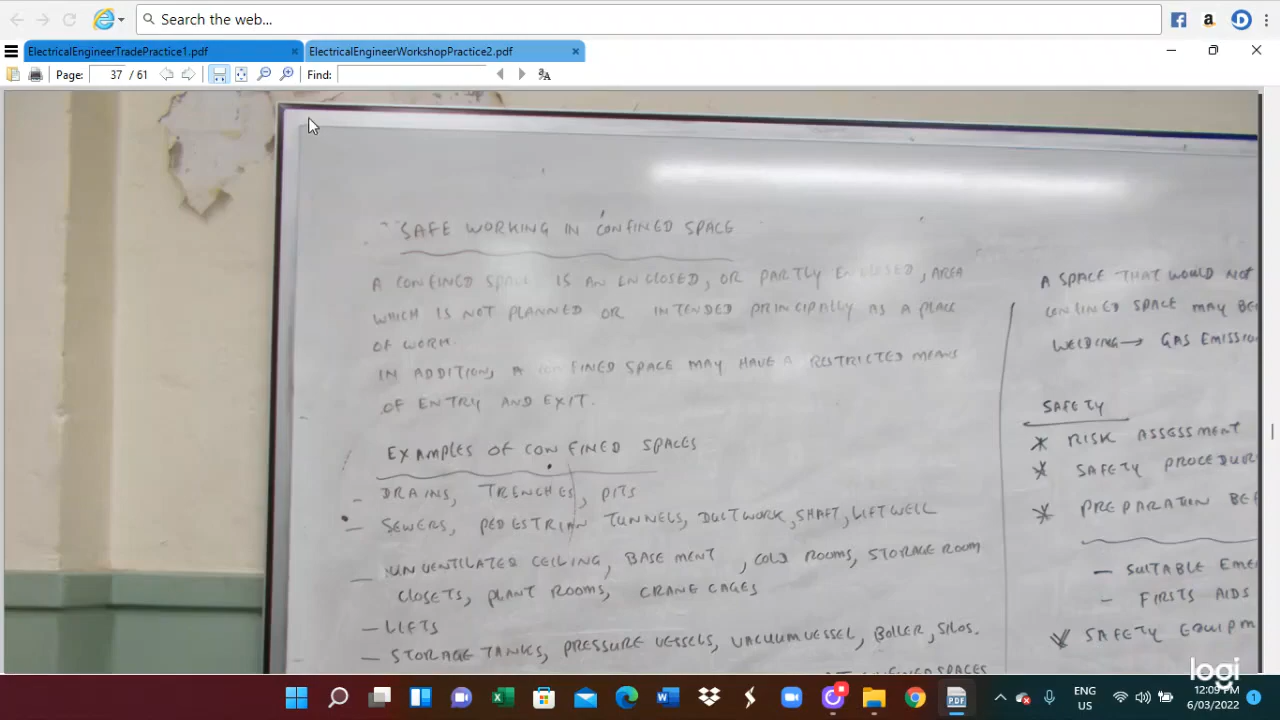 Search the web...
ElectricalEngineerTradePractice1.pdf
ElectricalEngineerWorkshopPractice2.pdf
Page: 37 / 61
Find:
SAFE WORKING IN CONFINED SPACE
A CONFINED SPACE IS AN ENCLOSED, OR PARTLY ENCLOSED, AREA
WHICH IS NOT PLANNED OR INTENDED PRINCIPALLY AS A PLACE
OF WORK.
IN ADDITION, A CONFINED SPACE MAY HAVE A RESTRICTED MEANS
OF ENTRY AND EXIT.
EXAMPLES OF CONFINED SPACES
- DRAINS, TRENCHES, PITS
- SEWERS, PEDESTRIAN TUNNELS, DUCTWORK, SHAFT, LIFTWELL
- UNVENTILATED CEILING, BASEMENT, COLD ROOMS, STORAGE ROOM
CLOSETS, PLANT ROOMS, CRANE CAGES
- LIFTS
- STORAGE TANKS, PRESSURE VESSELS, VACUUM VESSEL, BOILER, SILOS.
CONFINED SPACES
A SPACE THAT WOULD NOT
CONFINED SPACE MAY BE
WELDING → GAS EMISSION
SAFETY
* RISK ASSESSMENT
* SAFETY PROCEDUR
* PREPARATION BEF
- SUITABLE EME
- FIRSTS AIDS
SAFETY EQUIPM
logi
ENG
US
12:09 PM
6/03/2022